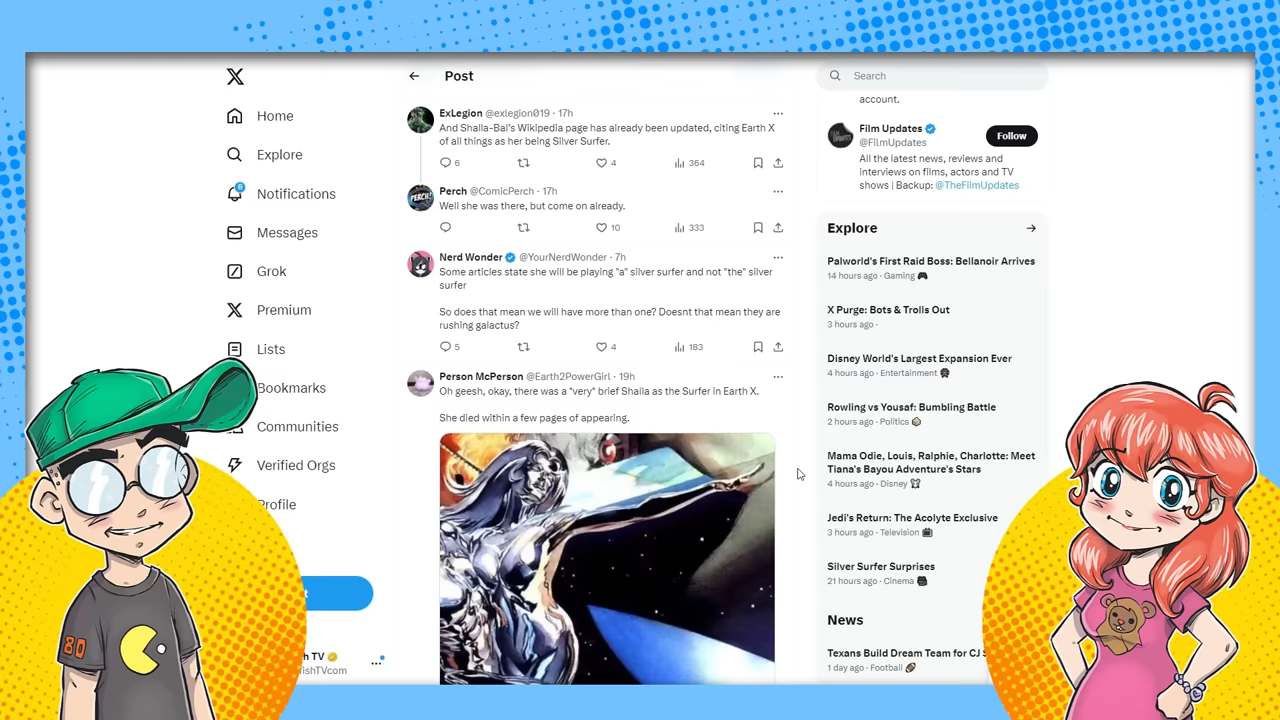 Home
Explore
Notifications
6
Messages
Grok
Premium
Lists
Bookmarks
Communities
Verified Orgs
Profile
80
Post
ExLegion @exlegion019 · 17h
And Shalla-Bal's Wikipedia page has already been updated, citing Earth X
of all things as her being Silver Surfer.
6 4 364
Perch @ComicPerch · 17h
PERCH!
Well she was there, but come on already.
10 333
Nerd Wonder @YourNerdWonder · 7h
Some articles state she will be playing "a" silver surfer and not "the" silver
surfer
So does that mean we will have more than one? Doesnt that mean they are
rushing galactus?
5 4 183
Person McPerson @Earth2PowerGirl · 19h
Oh geesh, okay, there was a "very" brief Shalla as the Surfer in Earth X.
She died within a few pages of appearing.
Search
account.
Film Updates
@FilmUpdates
Follow
All the latest news, reviews and
interviews on films, actors and TV
shows | Backup: @TheFilmUpdates
Explore
Palworld's First Raid Boss: Bellanoir Arrives
14 hours ago · Gaming
X Purge: Bots & Trolls Out
3 hours ago ·
Disney World's Largest Expansion Ever
4 hours ago · Entertainment
Rowling vs Yousaf: Bumbling Battle
2 hours ago · Politics
Mama Odie, Louis, Ralphie, Charlotte: Meet
Tiana's Bayou Adventure's Stars
4 hours ago · Disney
Jedi's Return: The Acolyte Exclusive
3 hours ago · Television
Silver Surfer Surprises
21 hours ago · Cinema
News
Texans Build Dream Team for CJ
1 day ago · Football